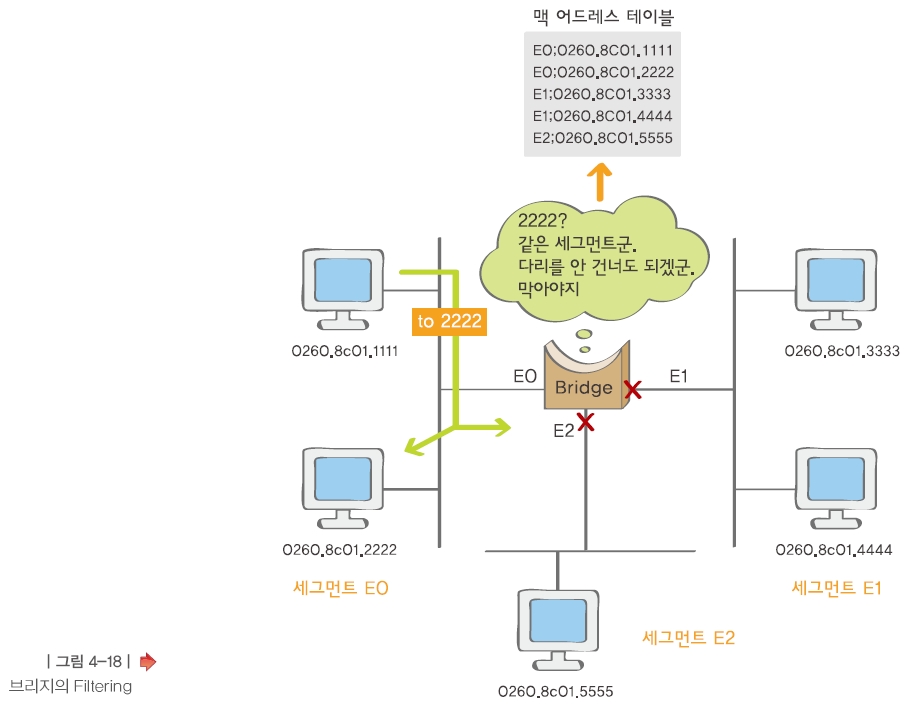 맥 어드레스 테이블
E0;0260.8C01.1111
E0;0260.8C01.2222
E1;0260.8C01.3333
E1;0260.8C01.4444
E2;0260.8C01.5555
2222?
같은 세그먼트군.
다리를 안 건너도 되겠군.
막아야지
to 2222
0260.8c01.1111
0260.8c01.3333
E0
Bridge
E1
E2
0260.8c01.2222
0260.8c01.4444
세그먼트 E0
세그먼트 E1
세그먼트 E2
0260.8c01.5555
| 그림 4-18 |
브리지의 Filtering